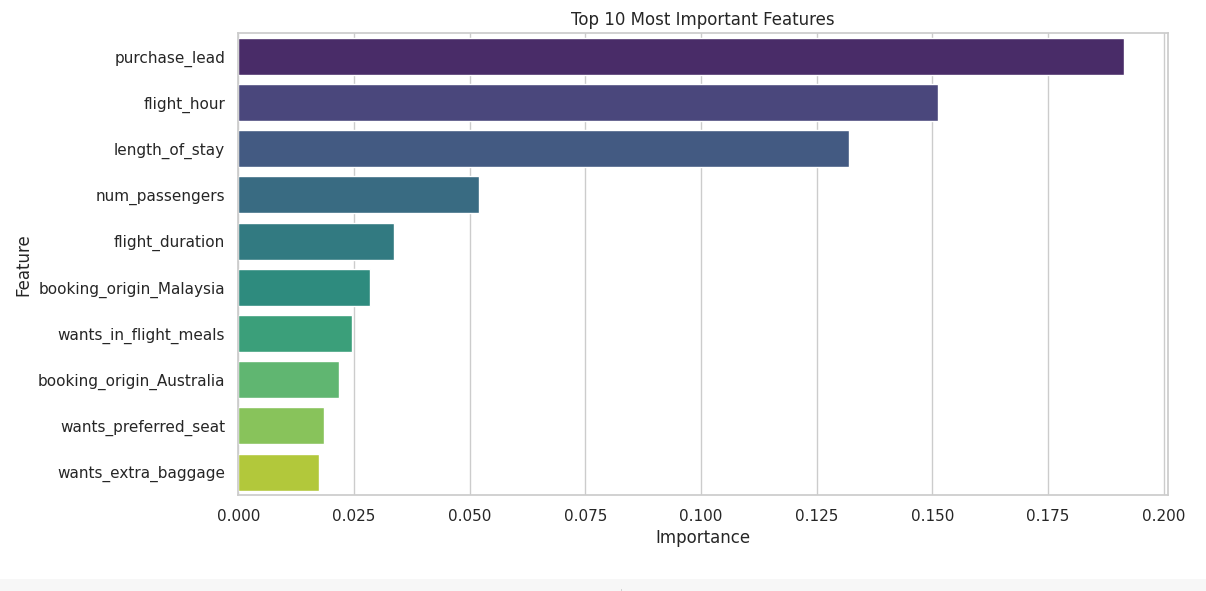 Top 10 Most Important Features
purchase_lead
flight_hour
length_of_stay
num_passengers
flight_duration
booking_origin_Malaysia
wants_in_flight_meals
booking_origin_Australia
wants_preferred_seat
wants_extra_baggage
Feature
0.000 0.025 0.050 0.075 0.100 0.125 0.150 0.175 0.200
Importance